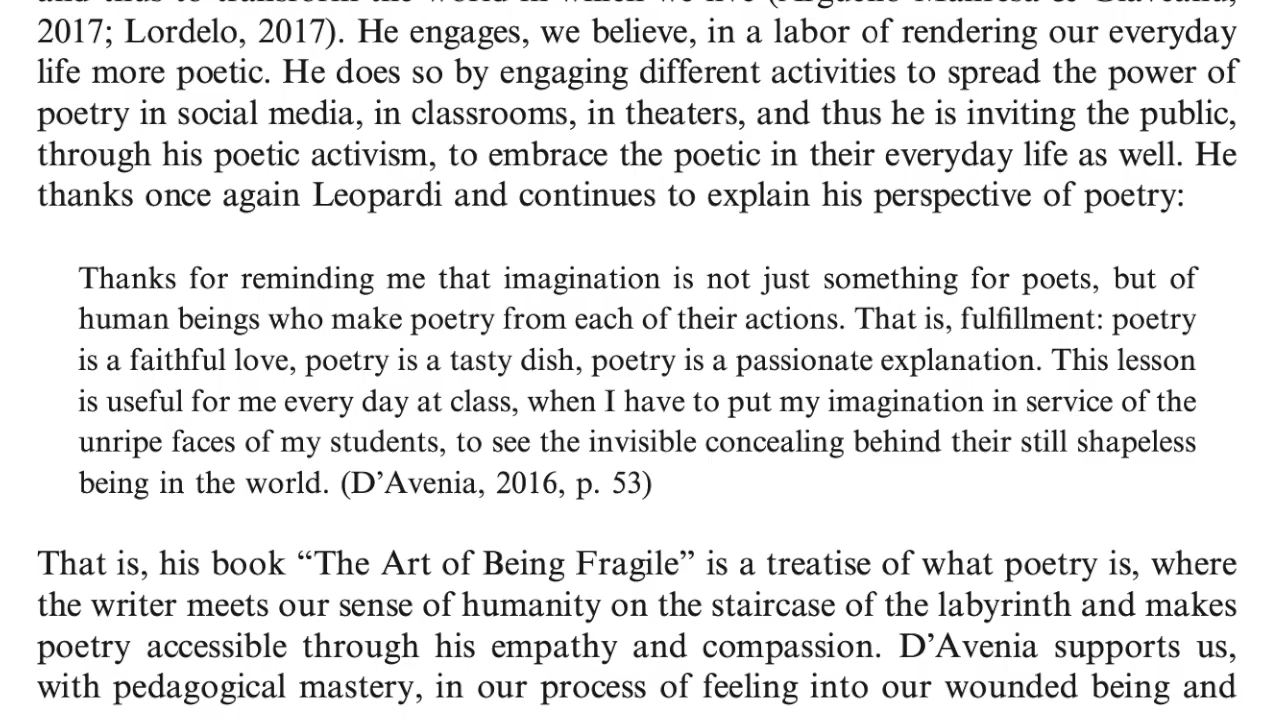 2017; Lordelo, 2017). He engages, we believe, in a labor of rendering our everyday
life more poetic. He does so by engaging different activities to spread the power of
poetry in social media, in classrooms, in theaters, and thus he is inviting the public,
through his poetic activism, to embrace the poetic in their everyday life as well. He
thanks once again Leopardi and continues to explain his perspective of poetry:
Thanks for reminding me that imagination is not just something for poets, but of
human beings who make poetry from each of their actions. That is, fulfillment: poetry
is a faithful love, poetry is a tasty dish, poetry is a passionate explanation. This lesson
is useful for me every day at class, when I have to put my imagination in service of the
unripe faces of my students, to see the invisible concealing behind their still shapeless
being in the world. (D’Avenia, 2016, p. 53)
That is, his book “The Art of Being Fragile” is a treatise of what poetry is, where
the writer meets our sense of humanity on the staircase of the labyrinth and makes
poetry accessible through his empathy and compassion. D’Avenia supports us,
with pedagogical mastery, in our process of feeling into our wounded being and